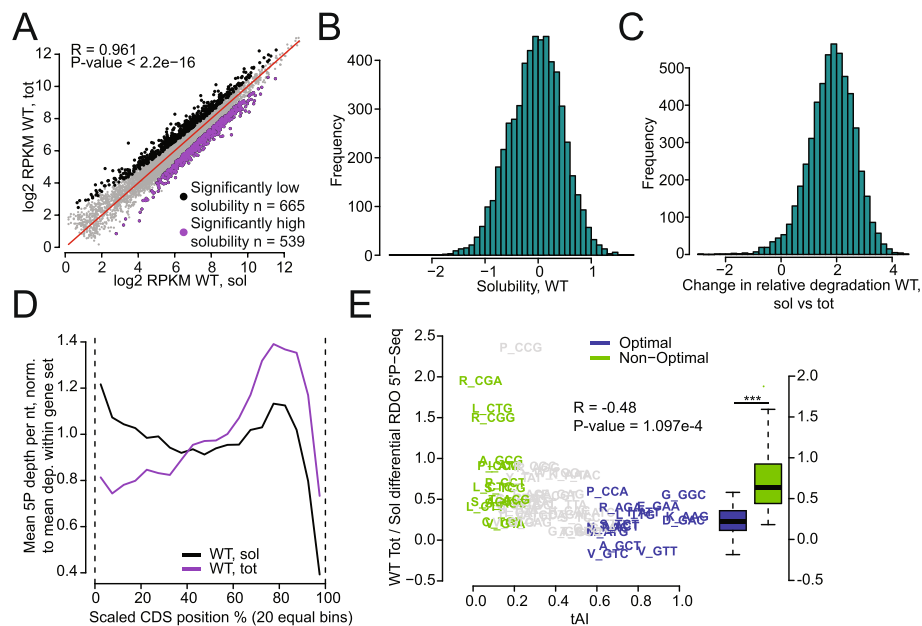 A
R = 0.961
P-value < 2.2e−16
log2 RPKM WT, tot
12
10
8
6
4
2
0
Significantly low
solubility n = 665
Significantly high
solubility n = 539
0 2 4 6 8 10 12
log2 RPKM WT, sol
B
Frequency
400
300
200
100
0
−2 −1 0 1
Solubility, WT
C
Frequency
500
400
300
200
100
0
−2 0 2 4
Change in relative degradation WT,
sol vs tot
D
Mean 5P depth per nt, norm.
to mean dep. within gene set
1.4
1.2
1.0
0.8
0.6
0.4
WT, sol
WT, tot
0 20 40 60 80 100
Scaled CDS position % (20 equal bins)
E
WT Tot / Sol differential RDO 5'P−Seq
2.5
2.0
1.5
1.0
0.5
0.0
−0.5
P_CCG
Optimal
Non−Optimal
R_CGA
L_CTG
R_CGG
R = -0.48
P-value = 1.097e-4
A_GCG
P_CCA
G_GGC
K_AAG
D_GAC
A_GCT
V_GTC
V_GTT
0.0 0.2 0.4 0.6 0.8 1.0
tAI
***
2.0
1.5
1.0
0.5
0.0
−0.5